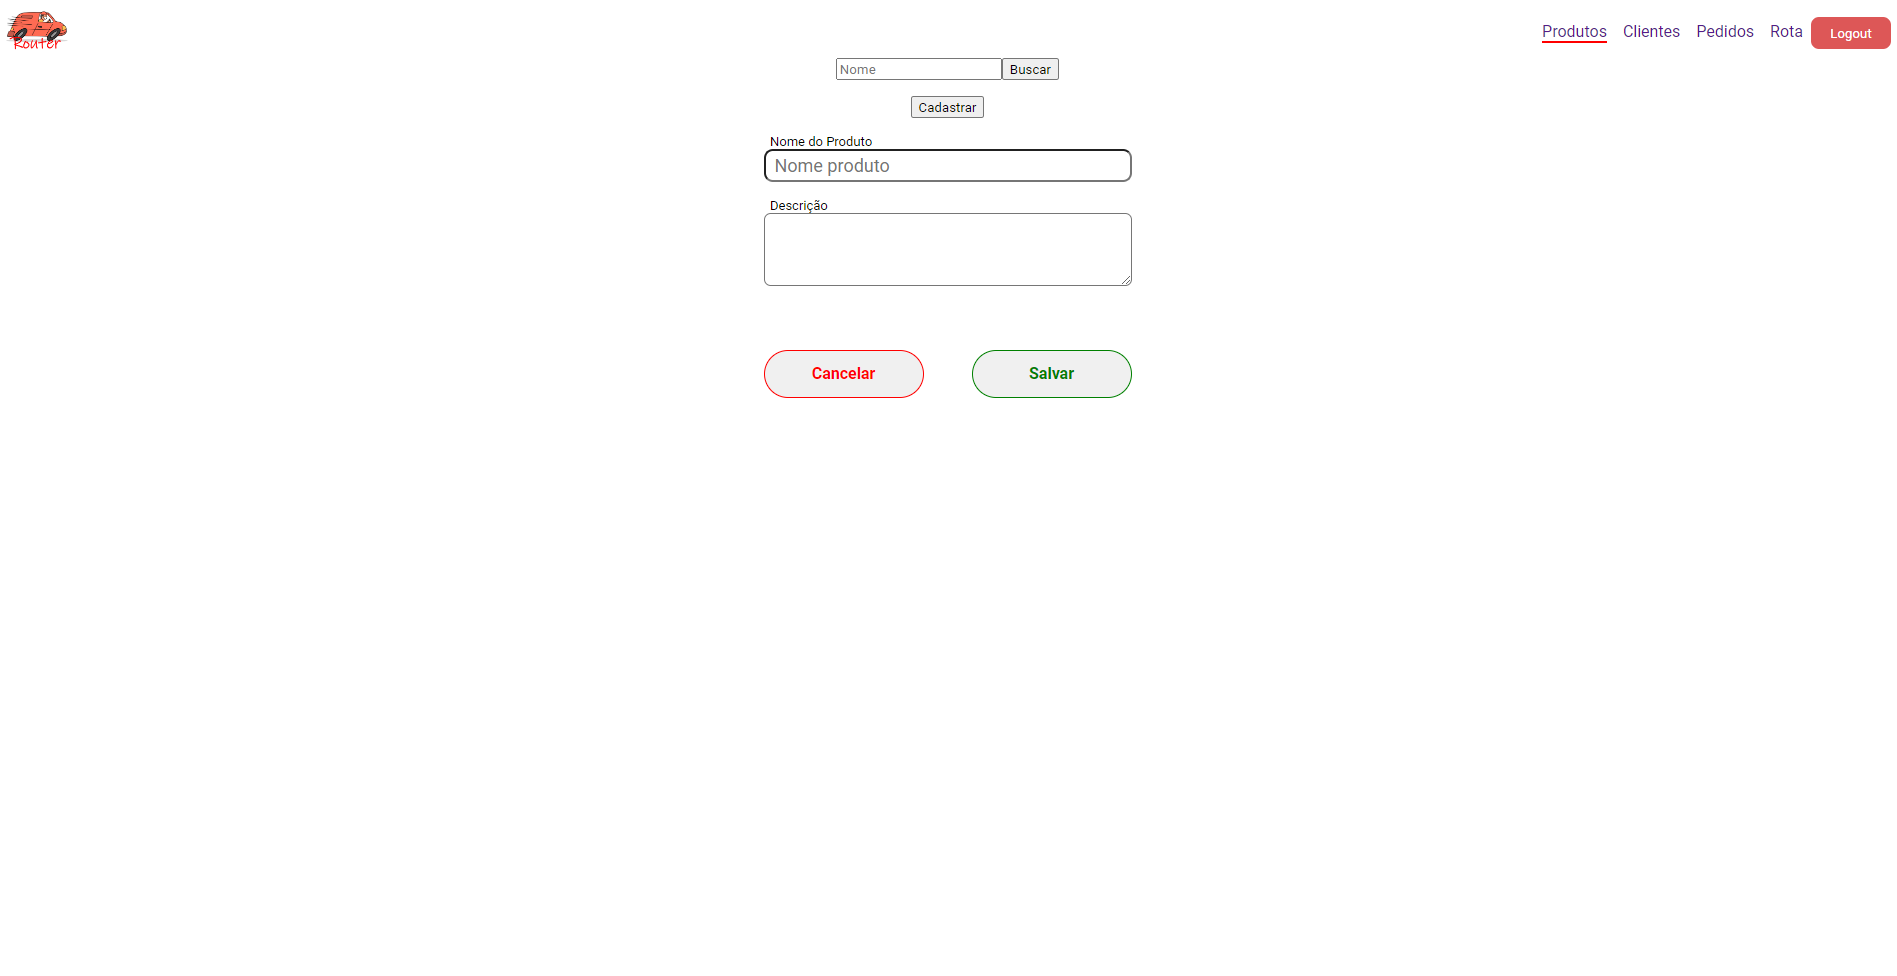 Router
Produtos Clientes Pedidos Rota Logout
Nome Buscar
Cadastrar
Nome do Produto
Nome produto
Descrição
Cancelar Salvar